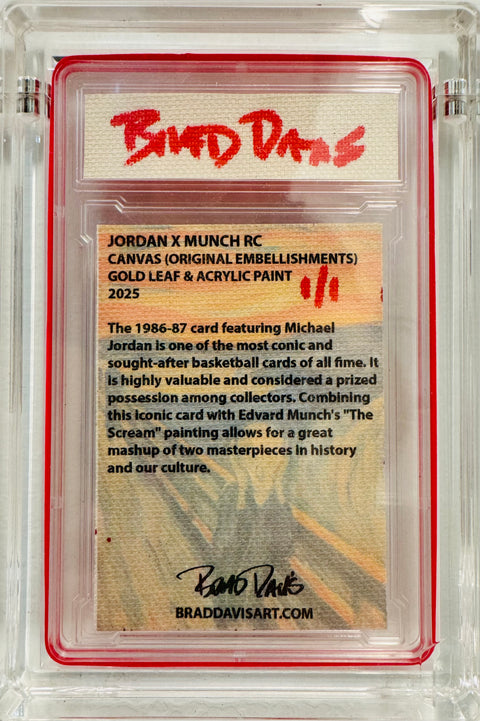 BRAD DAVIS
JORDAN X MUNCH RC
CANVAS (ORIGINAL EMBELLISHMENTS)
GOLD LEAF & ACRYLIC PAINT
1/1
2025
The 1986-87 card featuring Michael
Jordan is one of the most conic and
sought-after basketball cards of all fime. It
is highly valuable and considered a prized
possession among collectors. Combining
this iconic card with Edvard Munch's "The
Scream" painting allows for a great
mashup of two masterpieces in history
and our culture.
BRAD DAVIS
BRADDAVISART.COM